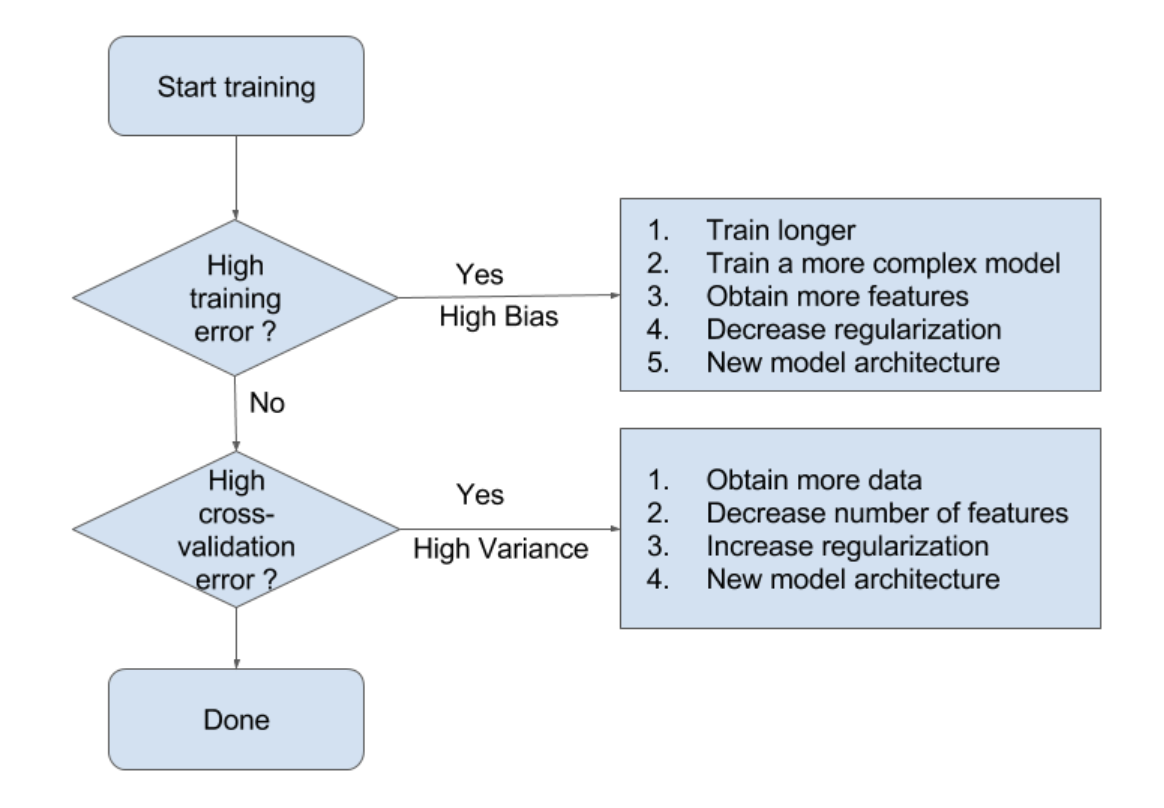 Start training
High
training
error ?
Yes
High Bias
1. Train longer
2. Train a more complex model
3. Obtain more features
4. Decrease regularization
5. New model architecture
No
High
cross-
validation
error ?
Yes
High Variance
1. Obtain more data
2. Decrease number of features
3. Increase regularization
4. New model architecture
Done